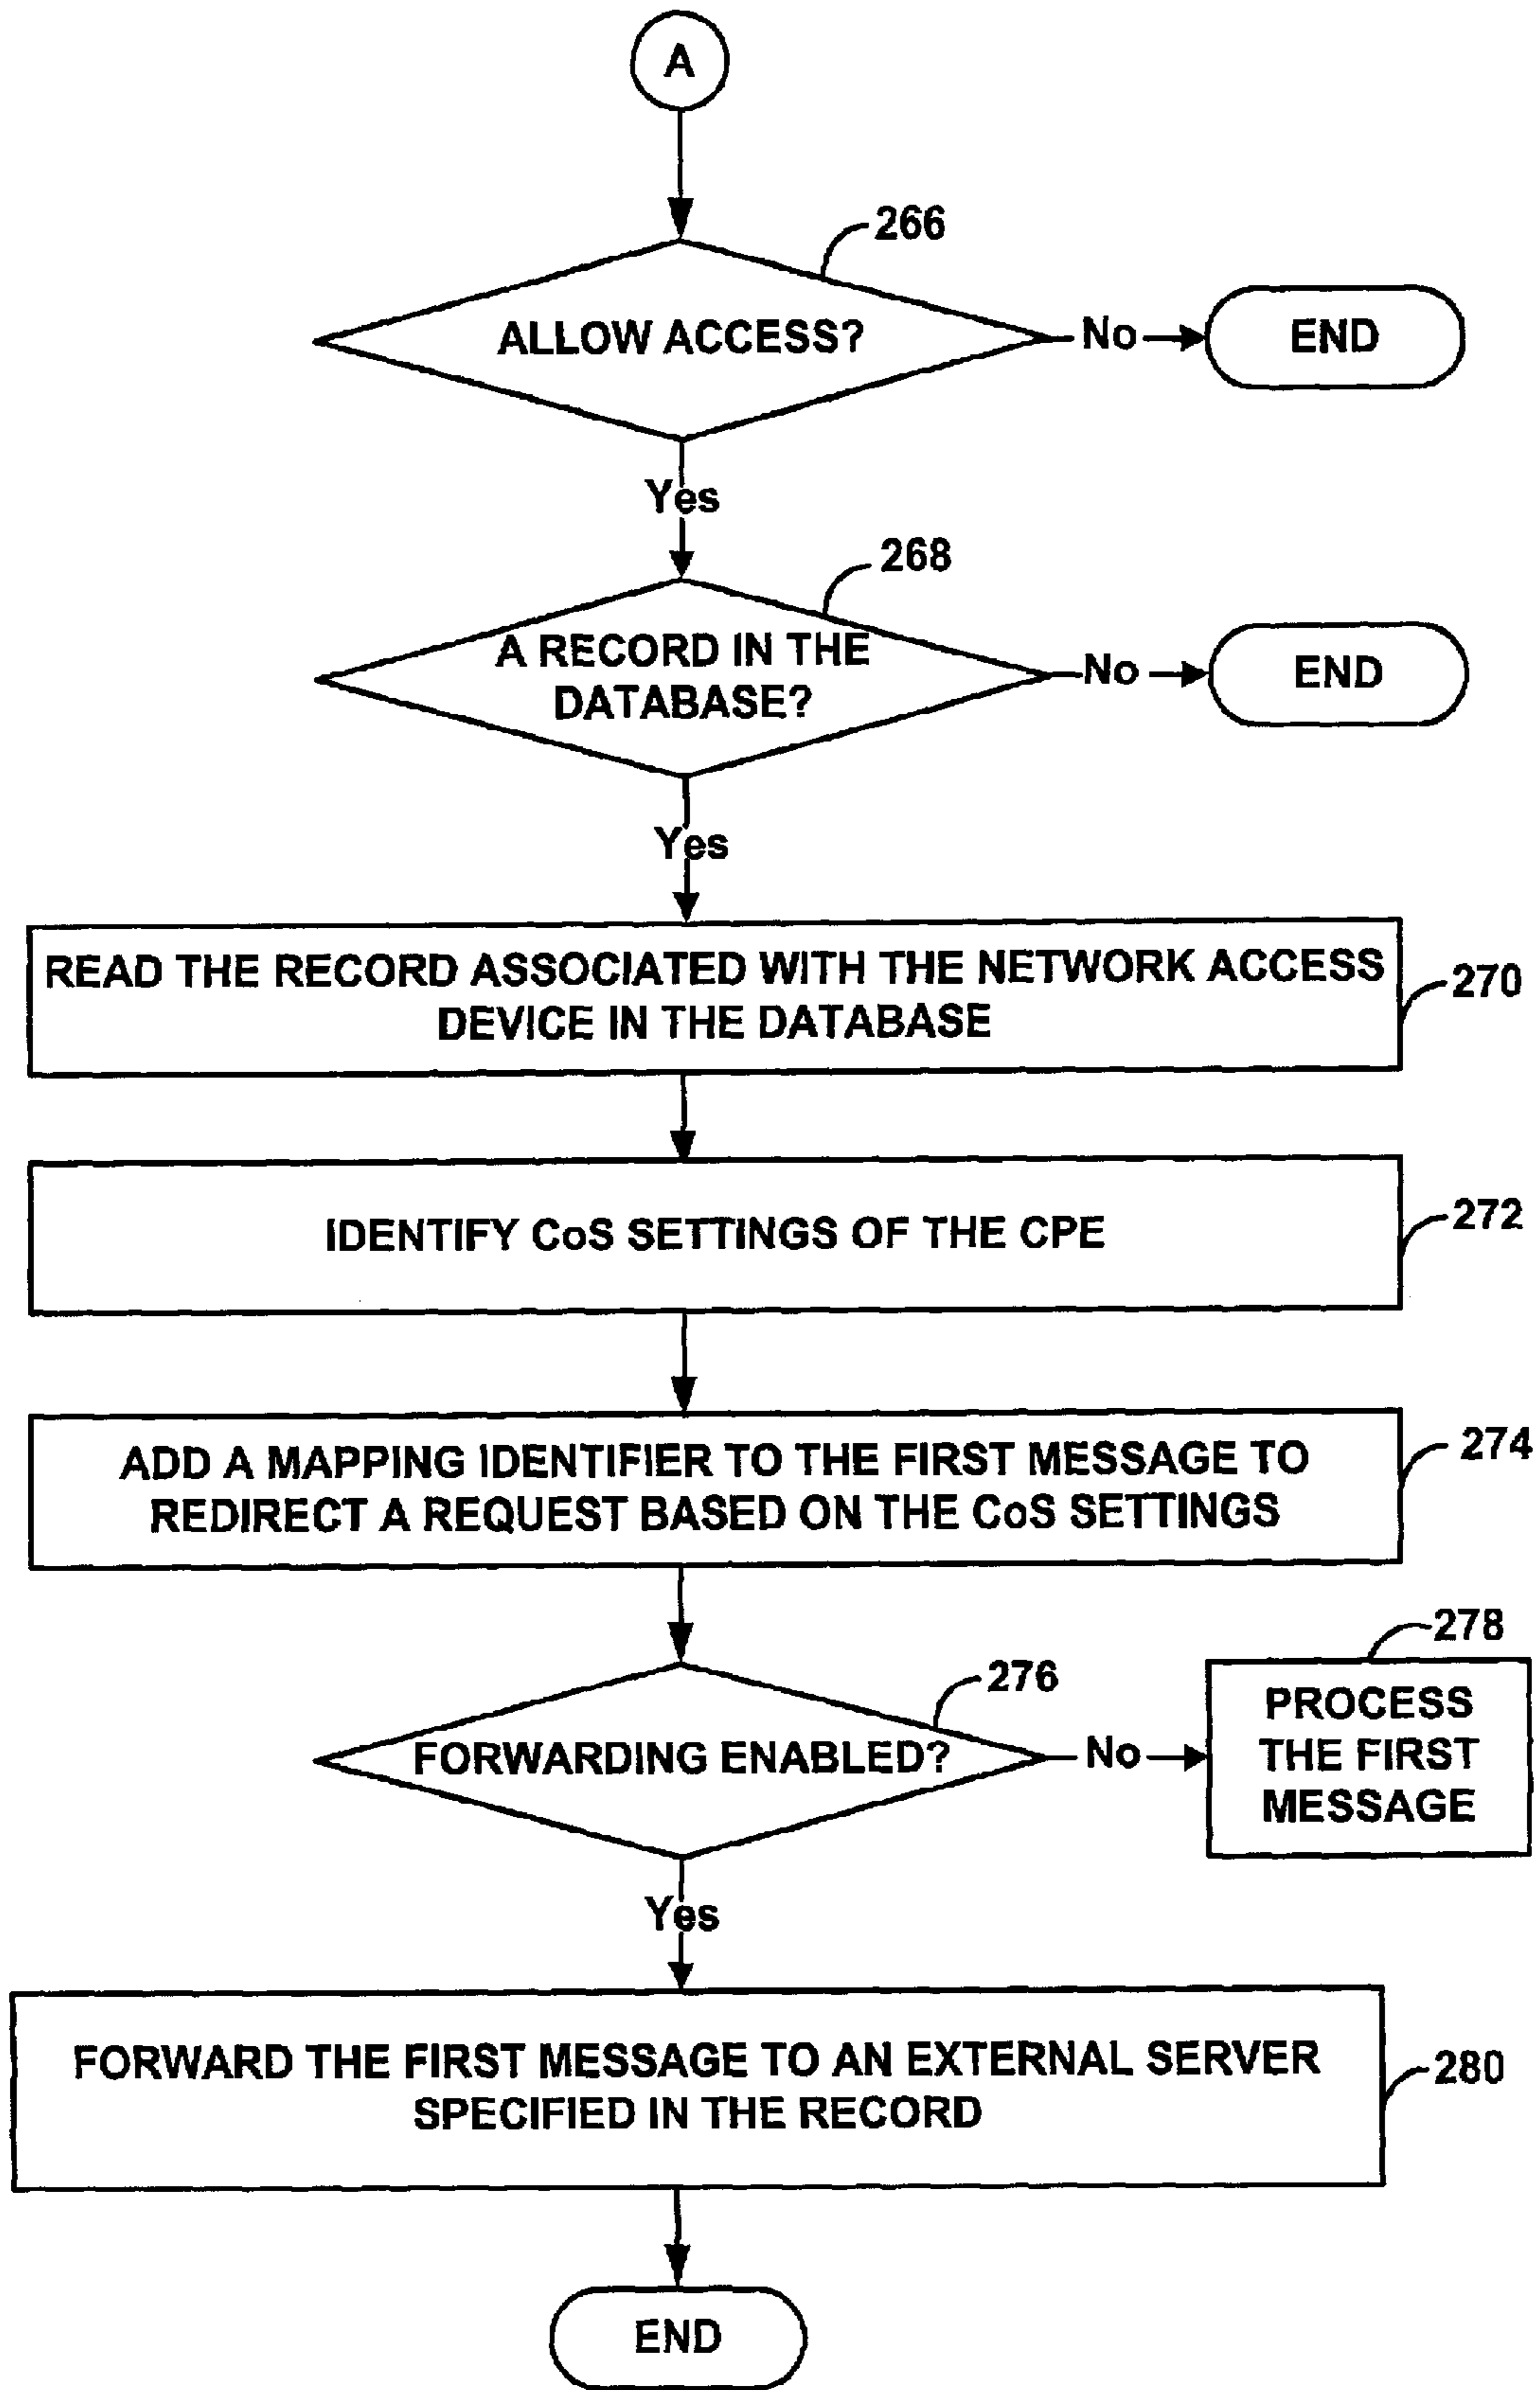 A
266
ALLOW ACCESS?
No
END
Yes
268
A RECORD IN THE
DATABASE?
No
END
Yes
READ THE RECORD ASSOCIATED WITH THE NETWORK ACCESS
DEVICE IN THE DATABASE
270
IDENTIFY CoS SETTINGS OF THE CPE
272
ADD A MAPPING IDENTIFIER TO THE FIRST MESSAGE TO
REDIRECT A REQUEST BASED ON THE CoS SETTINGS
274
276
FORWARDING ENABLED?
No
278
PROCESS
THE FIRST
MESSAGE
Yes
FORWARD THE FIRST MESSAGE TO AN EXTERNAL SERVER
SPECIFIED IN THE RECORD
280
END